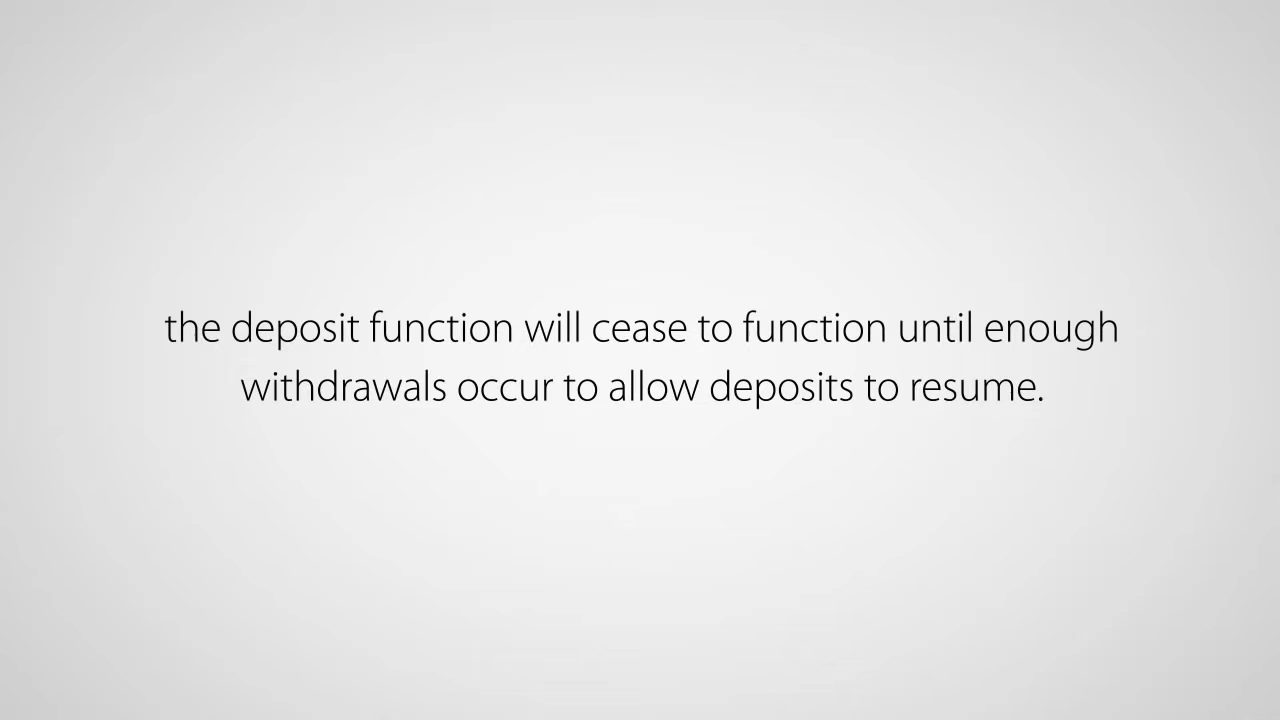 the deposit function will cease to function until enough
withdrawals occur to allow deposits to resume.